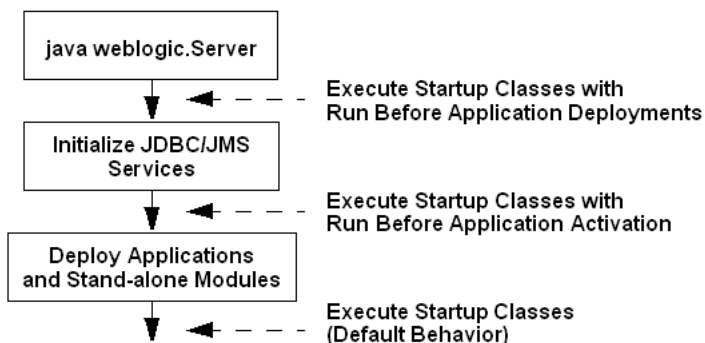 java weblogic.Server
Execute Startup Classes with
Run Before Application Deployments
Initialize JDBC/JMS
Services
Execute Startup Classes with
Run Before Application Activation
Deploy Applications
and Stand-alone Modules
Execute Startup Classes
(Default Behavior)